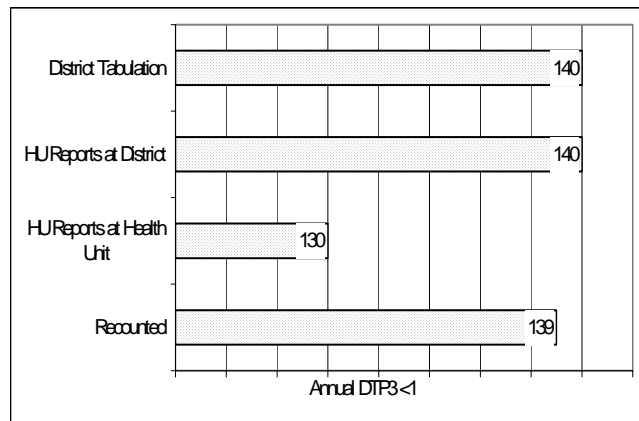 District Tabulation
140
HU Reports at District
140
HU Reports at Health
Unit
130
Recounted
139
Annual DTP3 <1